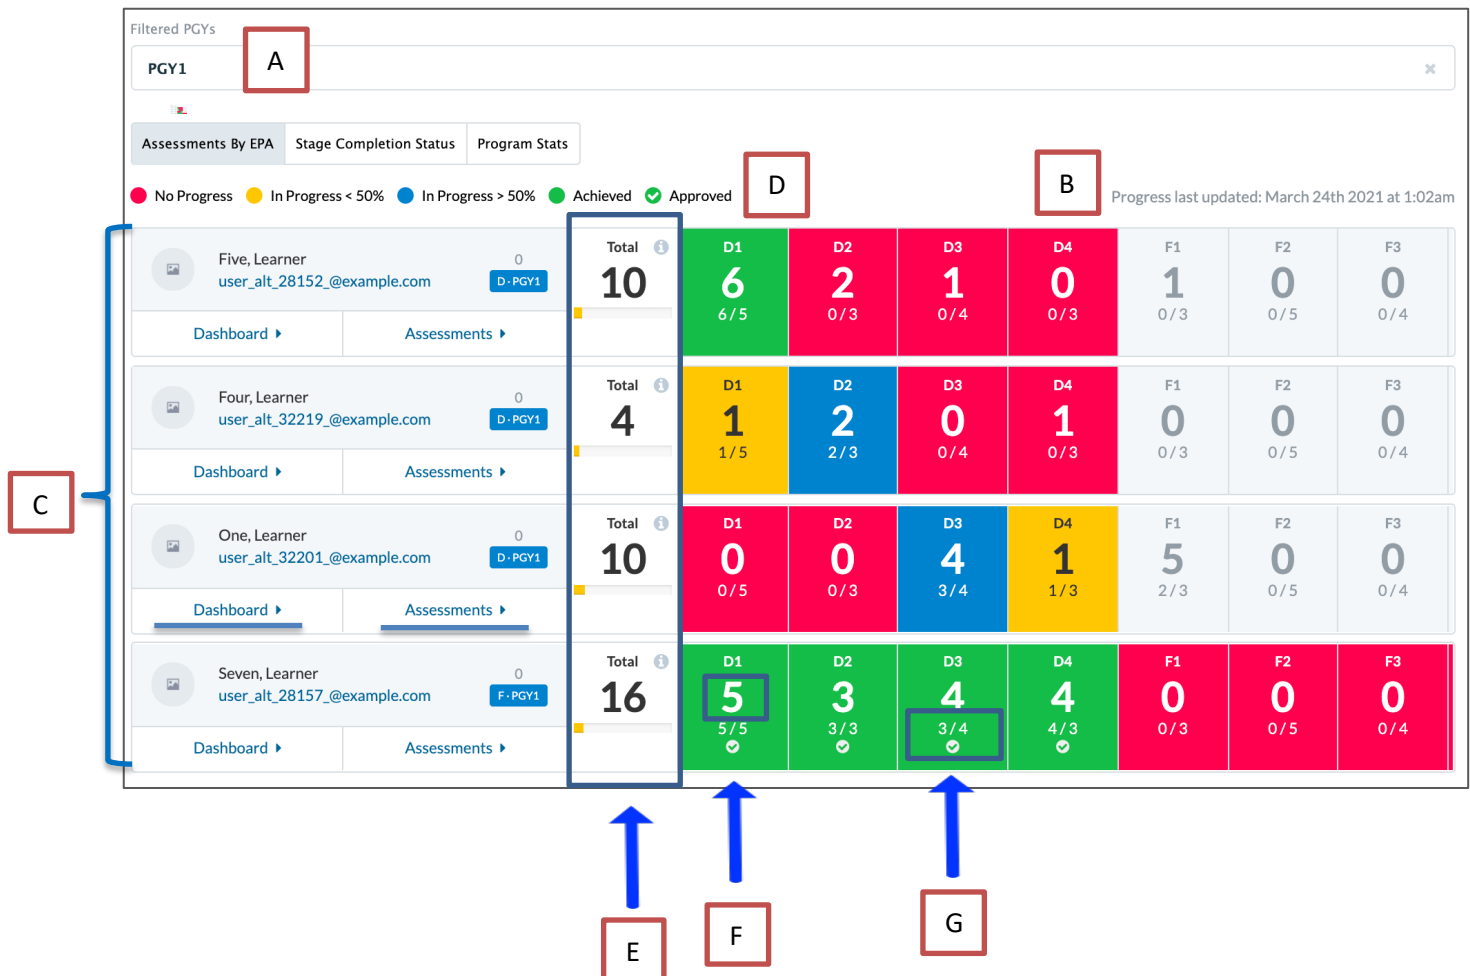 Filtered PGYs
PGY1
A
Assessments By EPA Stage Completion Status Program Stats
No Progress In Progress < 50% In Progress > 50% Achieved Approved
D
B
Progress last updated: March 24th 2021 at 1:02am
C
Five, Learner 0
user_alt_28152_@example.com D·PGY1
Dashboard Assessments
Total D1 D2 D3 D4 F1 F2 F3
10 6 2 1 0 1 0 0
6/5 0/3 0/4 0/3 0/3 0/5 0/4
Four, Learner 0
user_alt_32219_@example.com D·PGY1
Dashboard Assessments
Total D1 D2 D3 D4 F1 F2 F3
4 1 2 0 1 0 0 0
1/5 2/3 0/4 0/3 0/3 0/5 0/4
One, Learner 0
user_alt_32201_@example.com D·PGY1
Dashboard Assessments
Total D1 D2 D3 D4 F1 F2 F3
10 0 0 4 1 5 0 0
0/5 0/3 3/4 1/3 2/3 0/5 0/4
Seven, Learner 0
user_alt_28157_@example.com F·PGY1
Dashboard Assessments
Total D1 D2 D3 D4 F1 F2 F3
16 5 3 4 4 0 0 0
5/5 3/3 3/4 4/3 0/3 0/5 0/4
E
F
G